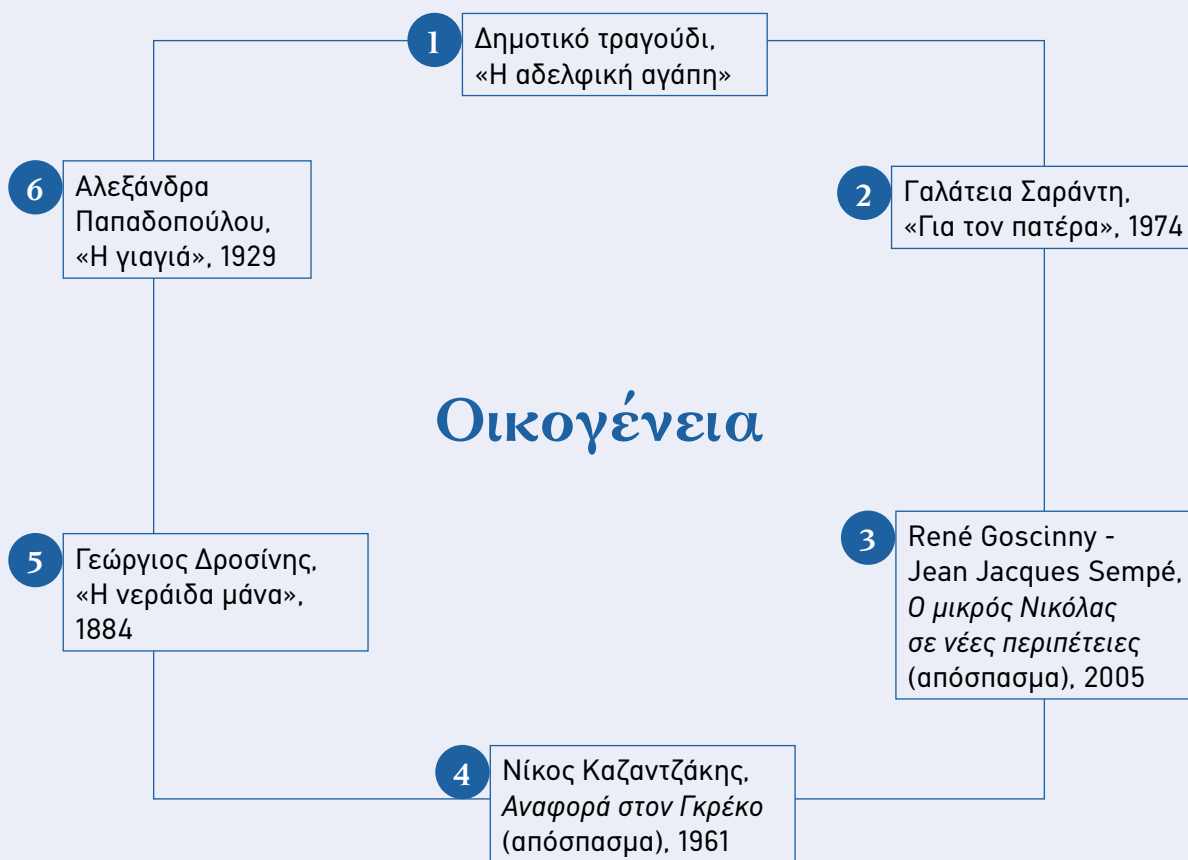 1
Δημοτικό τραγούδι,
«Η αδελφική αγάπη»
2
Γαλάτεια Σαράντη,
«Για τον πατέρα», 1974
3
René Goscinny -
Jean Jacques Sempé,
Ο μικρός Νικόλας
σε νέες περιπέτειες
(απόσπασμα), 2005
4
Νίκος Καζαντζάκης,
Αναφορά στον Γκρέκο
(απόσπασμα), 1961
5
Γεώργιος Δροσίνης,
«Η νεράιδα μάνα»,
1884
6
Αλεξάνδρα
Παπαδοπούλου,
«Η γιαγιά», 1929
Οικογένεια